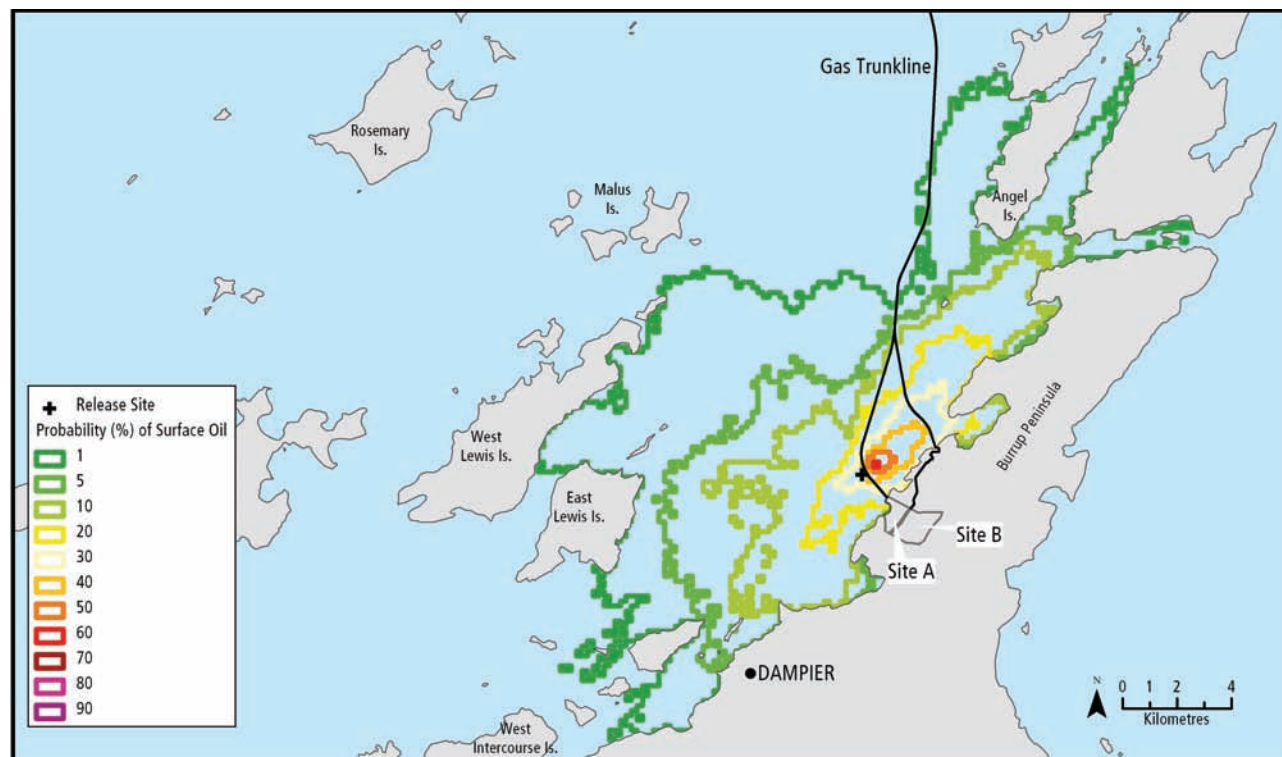 Gas Trunkline
Rosemary
Is.
Malus
Is.
Angel
Is.
West
Lewis Is.
East
Lewis Is.
Burrup Peninsula
Site B
Site A
DAMPIER
West
Intercourse Is.
Release Site
Probability (%) of Surface Oil
1
5
10
20
30
40
50
60
70
80
90
N
0 1 2 4
Kilometres